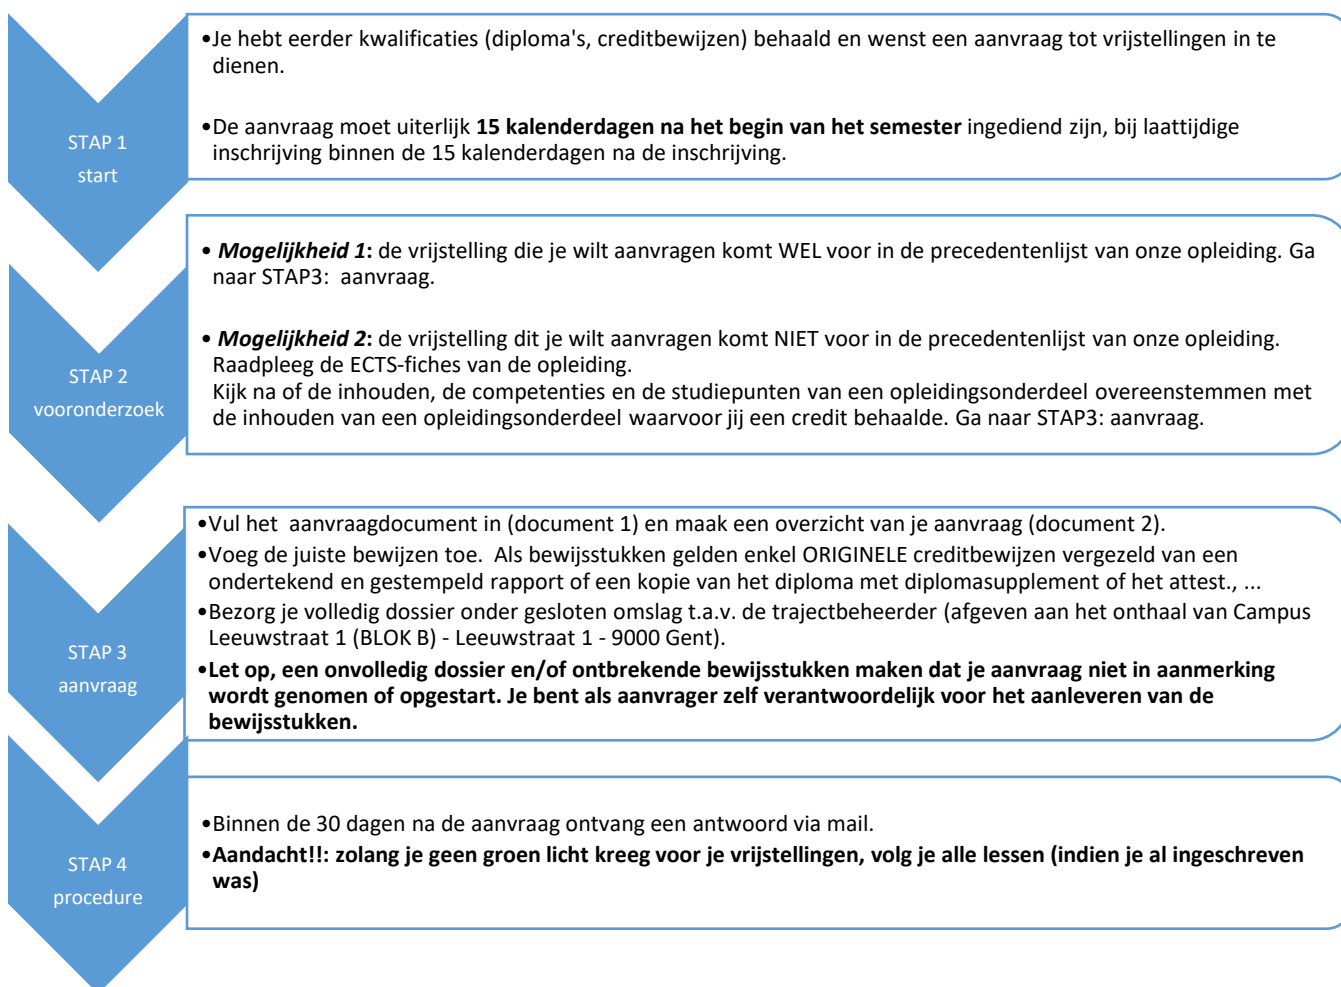 STAP 1
start
•Je hebt eerder kwalificaties (diploma's, creditbewijzen) behaald en wenst een aanvraag tot vrijstellingen in te
dienen.
•De aanvraag moet uiterlijk 15 kalenderdagen na het begin van het semester ingediend zijn, bij laattijdige
inschrijving binnen de 15 kalenderdagen na de inschrijving.
STAP 2
vooronderzoek
• Mogelijkheid 1: de vrijstelling die je wilt aanvragen komt WEL voor in de precedentenlijst van onze opleiding. Ga
naar STAP3:  aanvraag.
• Mogelijkheid 2: de vrijstelling dit je wilt aanvragen komt NIET voor in de precedentenlijst van onze opleiding.
Raadpleeg de ECTS-fiches van de opleiding.
Kijk na of de inhouden, de competenties en de studiepunten van een opleidingsonderdeel overeenstemmen met
de inhouden van een opleidingsonderdeel waarvoor jij een credit behaalde. Ga naar STAP3: aanvraag.
STAP 3
aanvraag
•Vul het  aanvraagdocument in (document 1) en maak een overzicht van je aanvraag (document 2).
•Voeg de juiste bewijzen toe.  Als bewijsstukken gelden enkel ORIGINELE creditbewijzen vergezeld van een
ondertekend en gestempeld rapport of een kopie van het diploma met diplomasupplement of het attest., ...
•Bezorg je volledig dossier onder gesloten omslag t.a.v. de trajectbeheerder (afgeven aan het onthaal van Campus
Leeuwstraat 1 (BLOK B) - Leeuwstraat 1 - 9000 Gent).
•Let op, een onvolledig dossier en/of ontbrekende bewijsstukken maken dat je aanvraag niet in aanmerking
wordt genomen of opgestart. Je bent als aanvrager zelf verantwoordelijk voor het aanleveren van de
bewijsstukken.
STAP 4
procedure
•Binnen de 30 dagen na de aanvraag ontvang een antwoord via mail.
•Aandacht!!: zolang je geen groen licht kreeg voor je vrijstellingen, volg je alle lessen (indien je al ingeschreven
was)